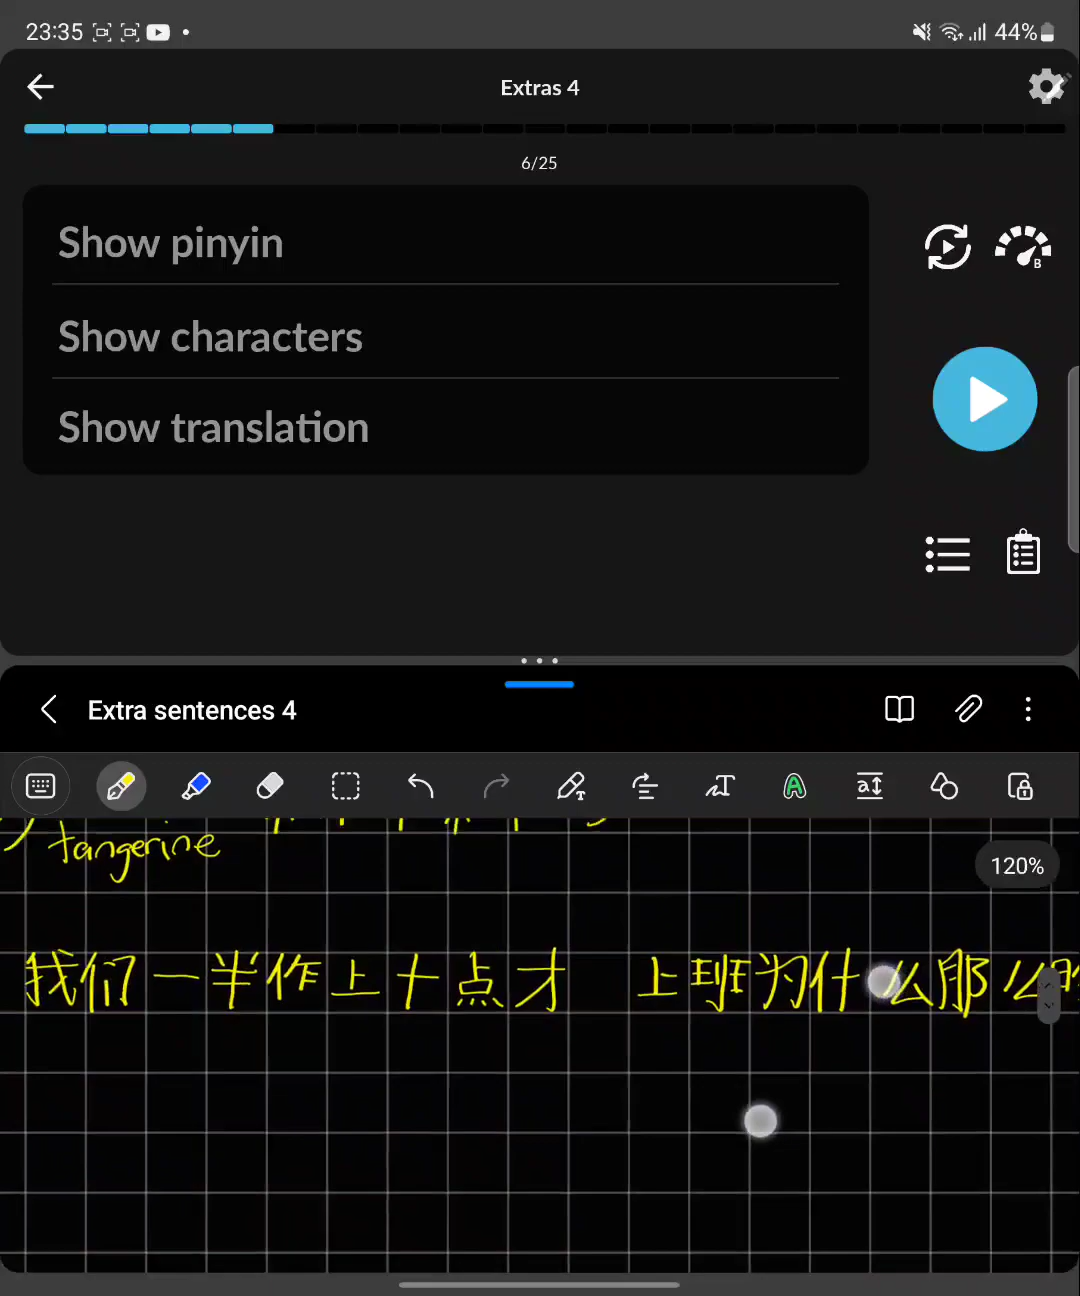 23:35
44%
Extras 4
6/25
Show pinyin
Show characters
Show translation
B
Extra sentences 4
T
T
A
a
tangerine
120%
我们一半作上十点才 上班为什么那么